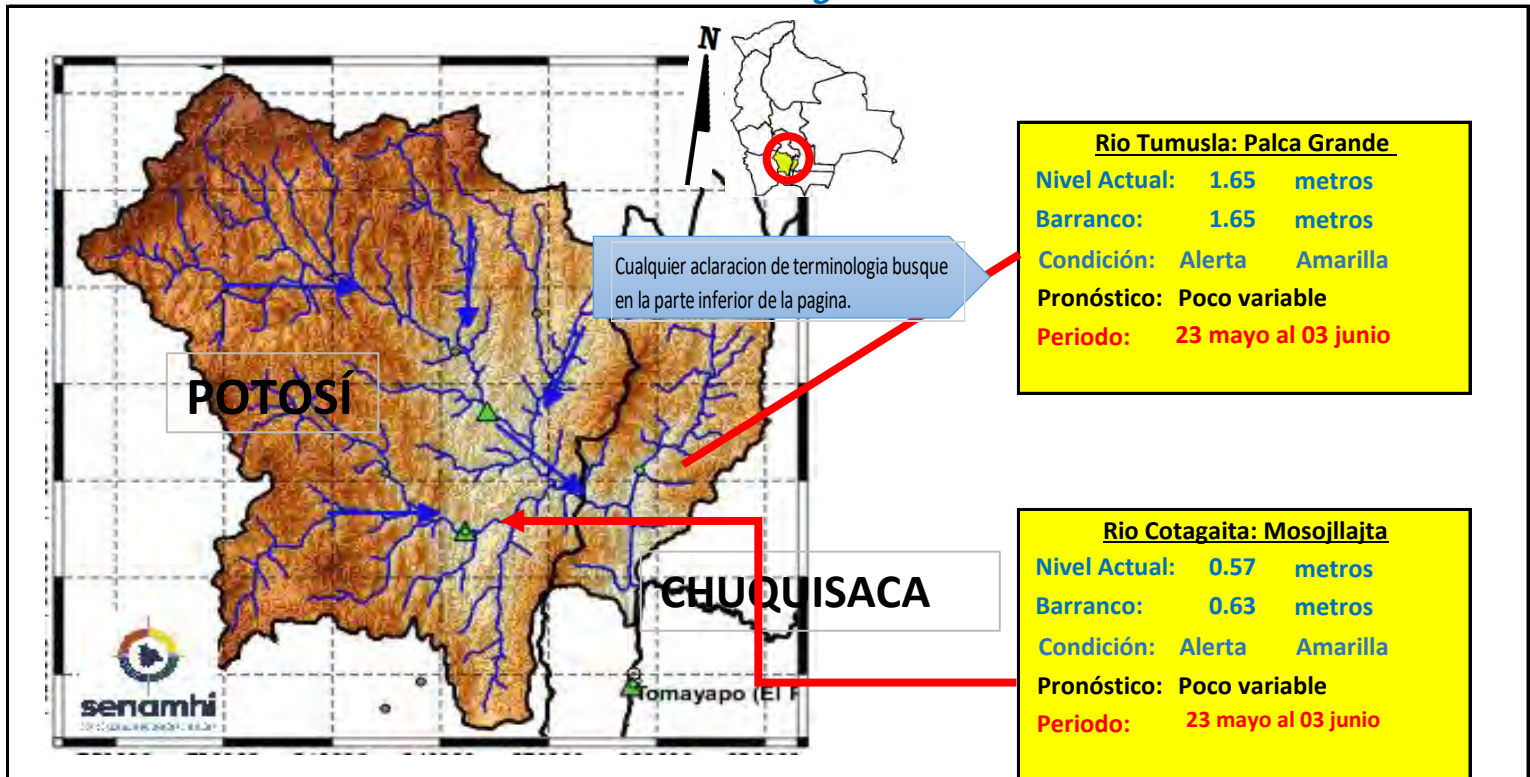 N
Cualquier aclaracion de terminologia busque
en la parte inferior de la pagina.
POTOSÍ
CHUQUISACA
Tomayapo (El
senamhi
Rio Tumusla: Palca Grande
Nivel Actual: 1.65 metros
Barranco: 1.65 metros
Condición: Alerta Amarilla
Pronóstico: Poco variable
Periodo: 23 mayo al 03 junio
Rio Cotagaita: Mosojllajta
Nivel Actual: 0.57 metros
Barranco: 0.63 metros
Condición: Alerta Amarilla
Pronóstico: Poco variable
Periodo: 23 mayo al 03 junio